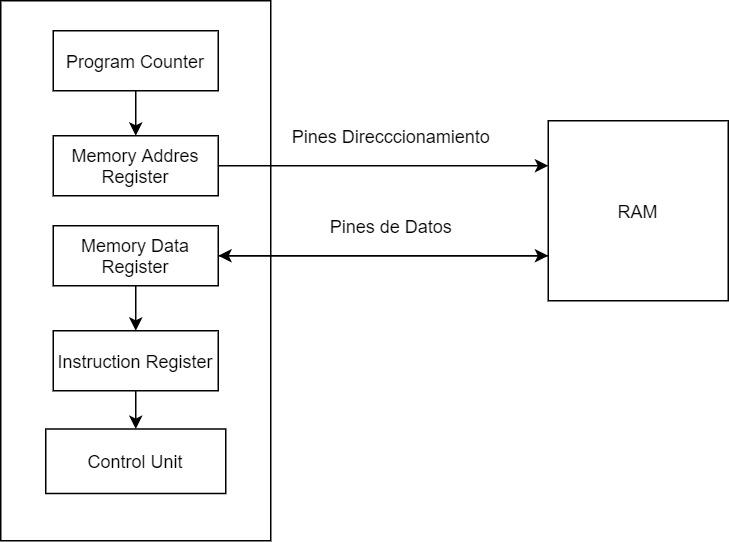 Program Counter
Pines Direcccionamiento
Memory Addres
Register
RAM
Pines de Datos
Memory Data
Register
Instruction Register
Control Unit